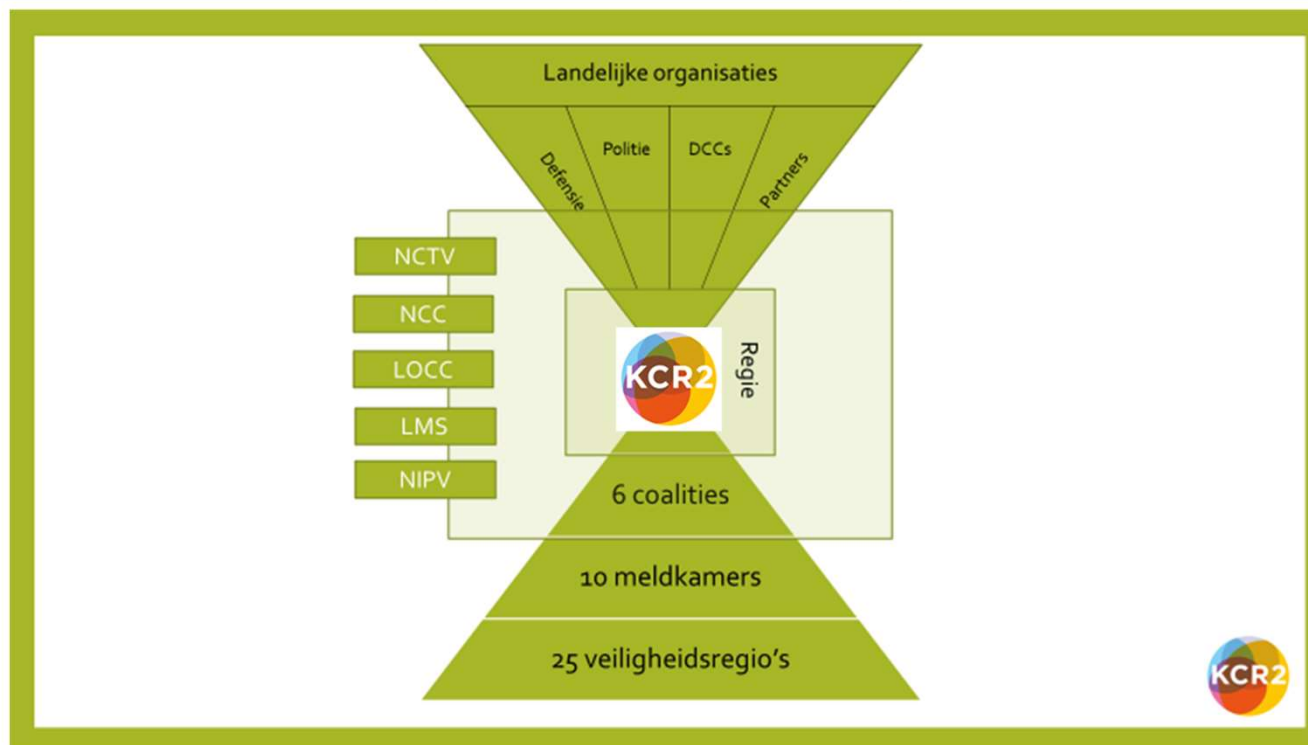 Landelijke organisaties
Defensie
Politie
DCCs
Partners
NCTV
NCC
LOCC
LMS
NIPV
KCR2
Regie
6 coalities
10 meldkamers
25 veiligheidsregio's
KCR2